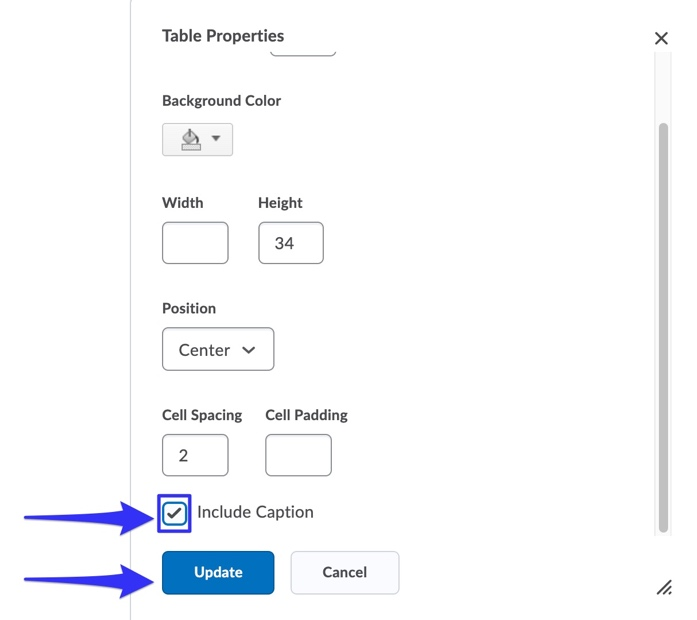 Table Properties
Background Color
Width Height
34
Position
Center
Cell Spacing Cell Padding
2
Include Caption
Update Cancel